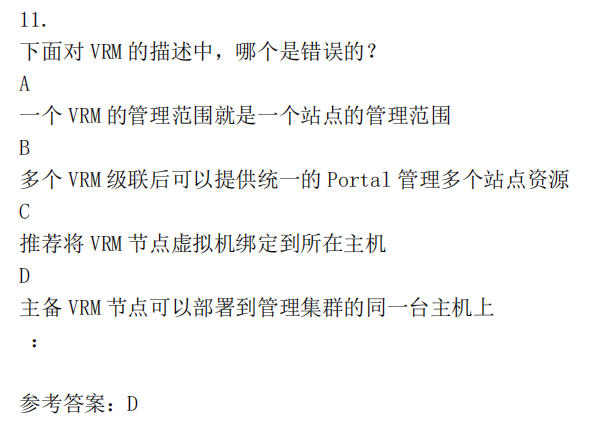 11.
下面对 VRM 的描述中，哪个是错误的？
A
一个 VRM 的管理范围就是一个站点的管理范围
B
多个 VRM 级联后可以提供统一的 Portal 管理多个站点资源
C
推荐将 VRM 节点虚拟机绑定到所在主机
D
主备 VRM 节点可以部署到管理集群的同一台主机上
：
参考答案：D